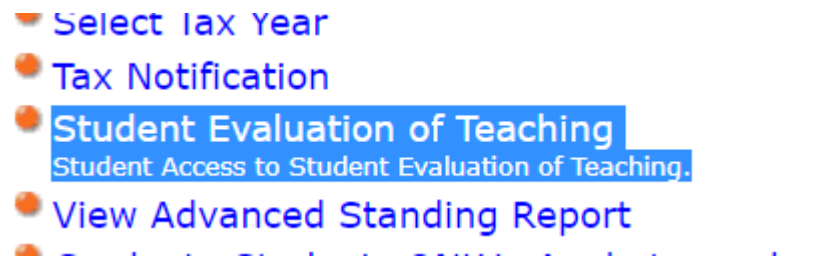 Select Tax Year
Tax Notification
Student Evaluation of Teaching
Student Access to Student Evaluation of Teaching.
View Advanced Standing Report